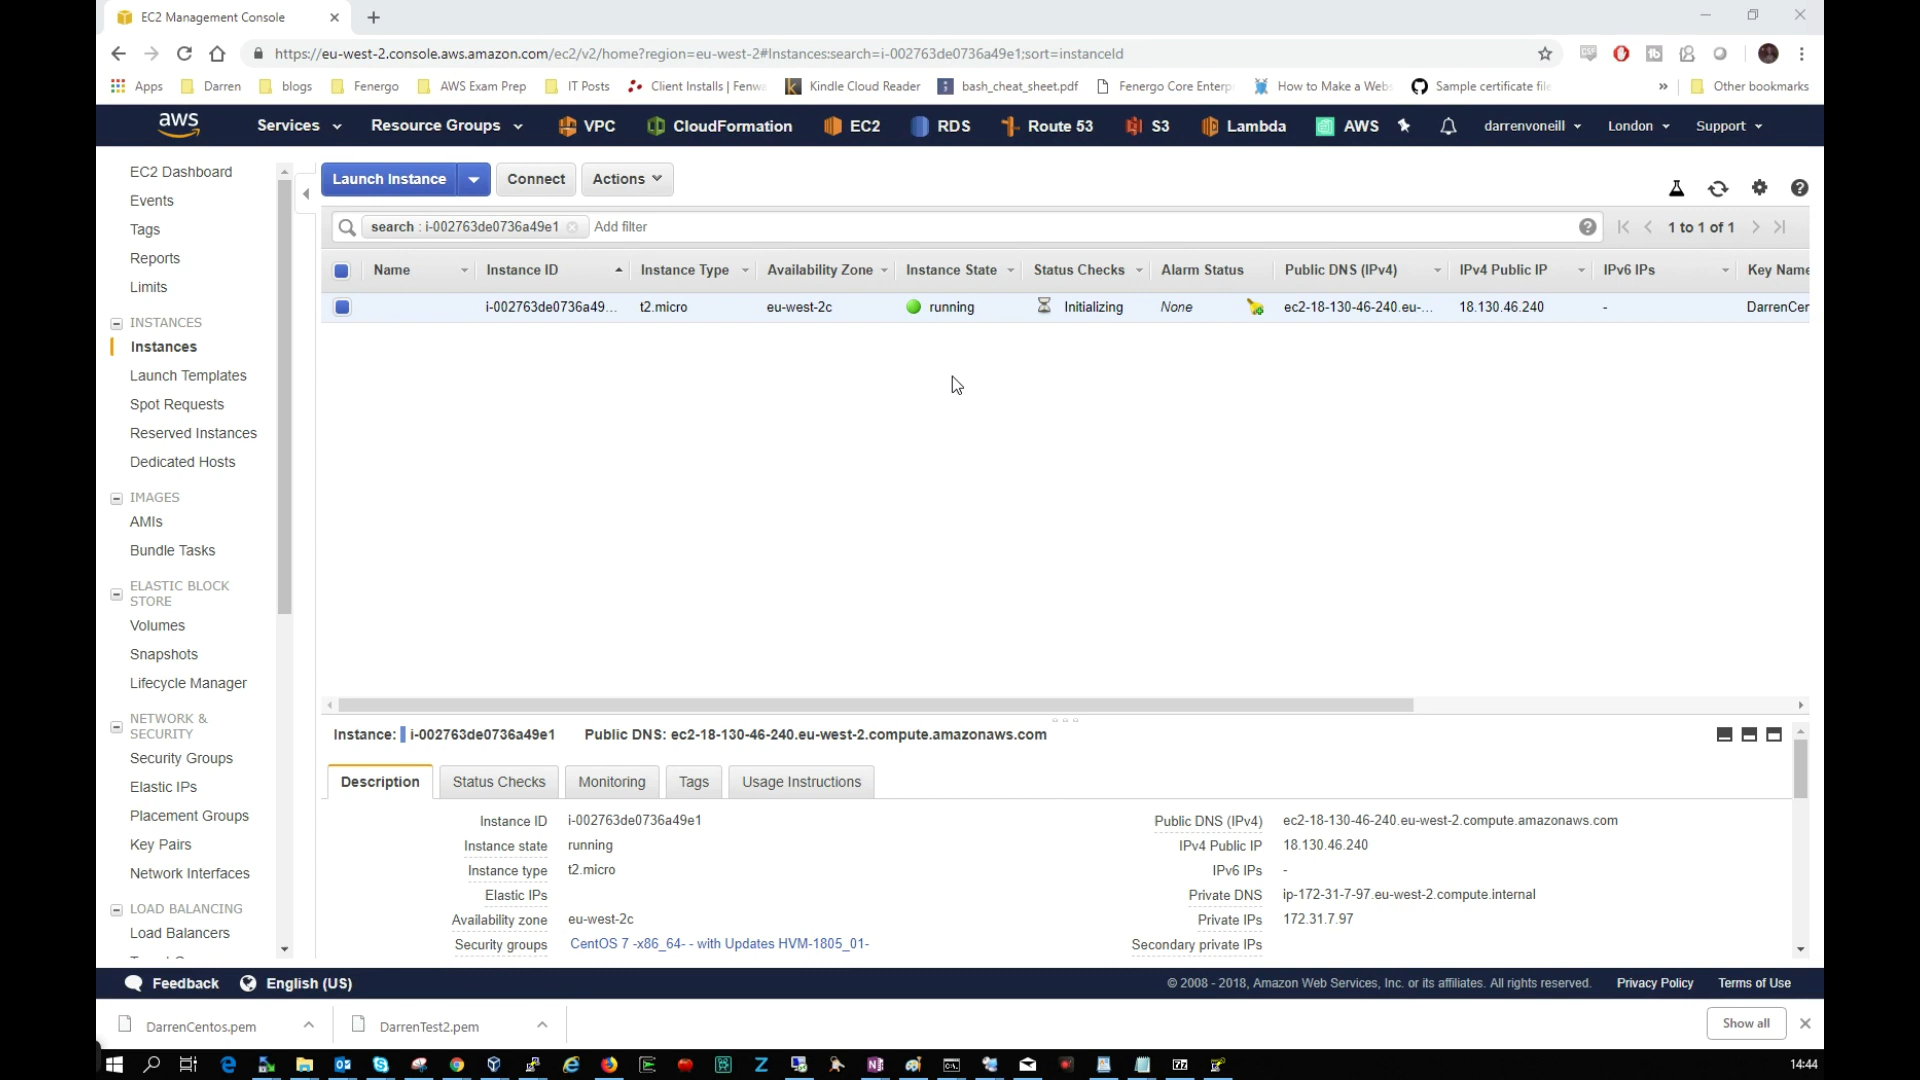 EC2 Management Console
https://eu-west-2.console.aws.amazon.com/ec2/v2/home?region=eu-west-2#Instances:search=i-002763de0736a49e1;sort=instanceId
Apps Darren blogs Fenergo AWS Exam Prep IT Posts Client Installs | Fenw Kindle Cloud Reader bash_cheat_sheet.pdf Fenergo Core Enterp How to Make a Web Sample certificate file » Other bookmarks
aws Services Resource Groups VPC CloudFormation EC2 RDS Route 53 S3 Lambda AWS darrenvoneill London Support
EC2 Dashboard
Events
Tags
Reports
Limits
INSTANCES
Instances
Launch Templates
Spot Requests
Reserved Instances
Dedicated Hosts
IMAGES
AMIs
Bundle Tasks
ELASTIC BLOCK
STORE
Volumes
Snapshots
Lifecycle Manager
NETWORK &
SECURITY
Security Groups
Elastic IPs
Placement Groups
Key Pairs
Network Interfaces
LOAD BALANCING
Load Balancers
Launch Instance Connect Actions
search : i-002763de0736a49e1 Add filter 1 to 1 of 1
Name Instance ID Instance Type Availability Zone Instance State Status Checks Alarm Status Public DNS (IPv4) IPv4 Public IP IPv6 IPs Key Name
i-002763de0736a49... t2.micro eu-west-2c running Initializing None ec2-18-130-46-240.eu-... 18.130.46.240 - DarrenCer
Instance: i-002763de0736a49e1 Public DNS: ec2-18-130-46-240.eu-west-2.compute.amazonaws.com
Description Status Checks Monitoring Tags Usage Instructions
Instance ID i-002763de0736a49e1 Public DNS (IPv4) ec2-18-130-46-240.eu-west-2.compute.amazonaws.com
Instance state running IPv4 Public IP 18.130.46.240
Instance type t2.micro IPv6 IPs -
Elastic IPs Private DNS ip-172-31-7-97.eu-west-2.compute.internal
Availability zone eu-west-2c Private IPs 172.31.7.97
Security groups CentOS 7 -x86_64- - with Updates HVM-1805_01- Secondary private IPs
Feedback English (US) © 2008 - 2018, Amazon Web Services, Inc. or its affiliates. All rights reserved. Privacy Policy Terms of Use
DarrenCentos.pem DarrenTest2.pem Show all
14:44